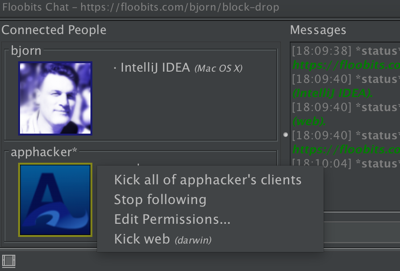 Floobits Chat - https://floobits.com/bjorn/block-drop
Connected People
Messages
bjorn
· IntelliJ IDEA (Mac OS X)
[18:09:38] *status*
https://floobits.
[18:09:40] *status*
(IntelliJ IDEA).
[18:09:40] *status*
(web).
[18:09:40] *status*
https://floobits.
[18:10:04] *status*
apphacker*
Kick all of apphacker's clients
Stop following
Edit Permissions...
Kick web (darwin)